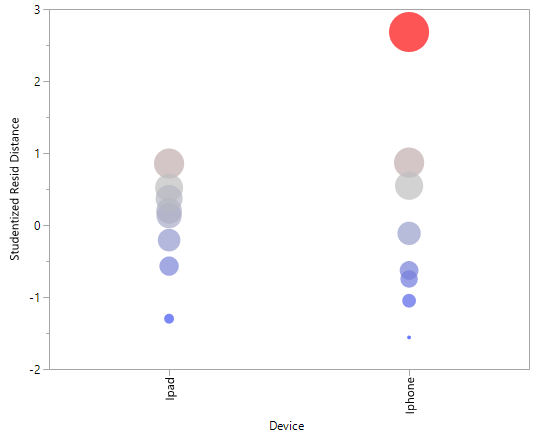 3
2
1
0
-1
-2
Studentized Resid Distance
Ipad
Iphone
Device